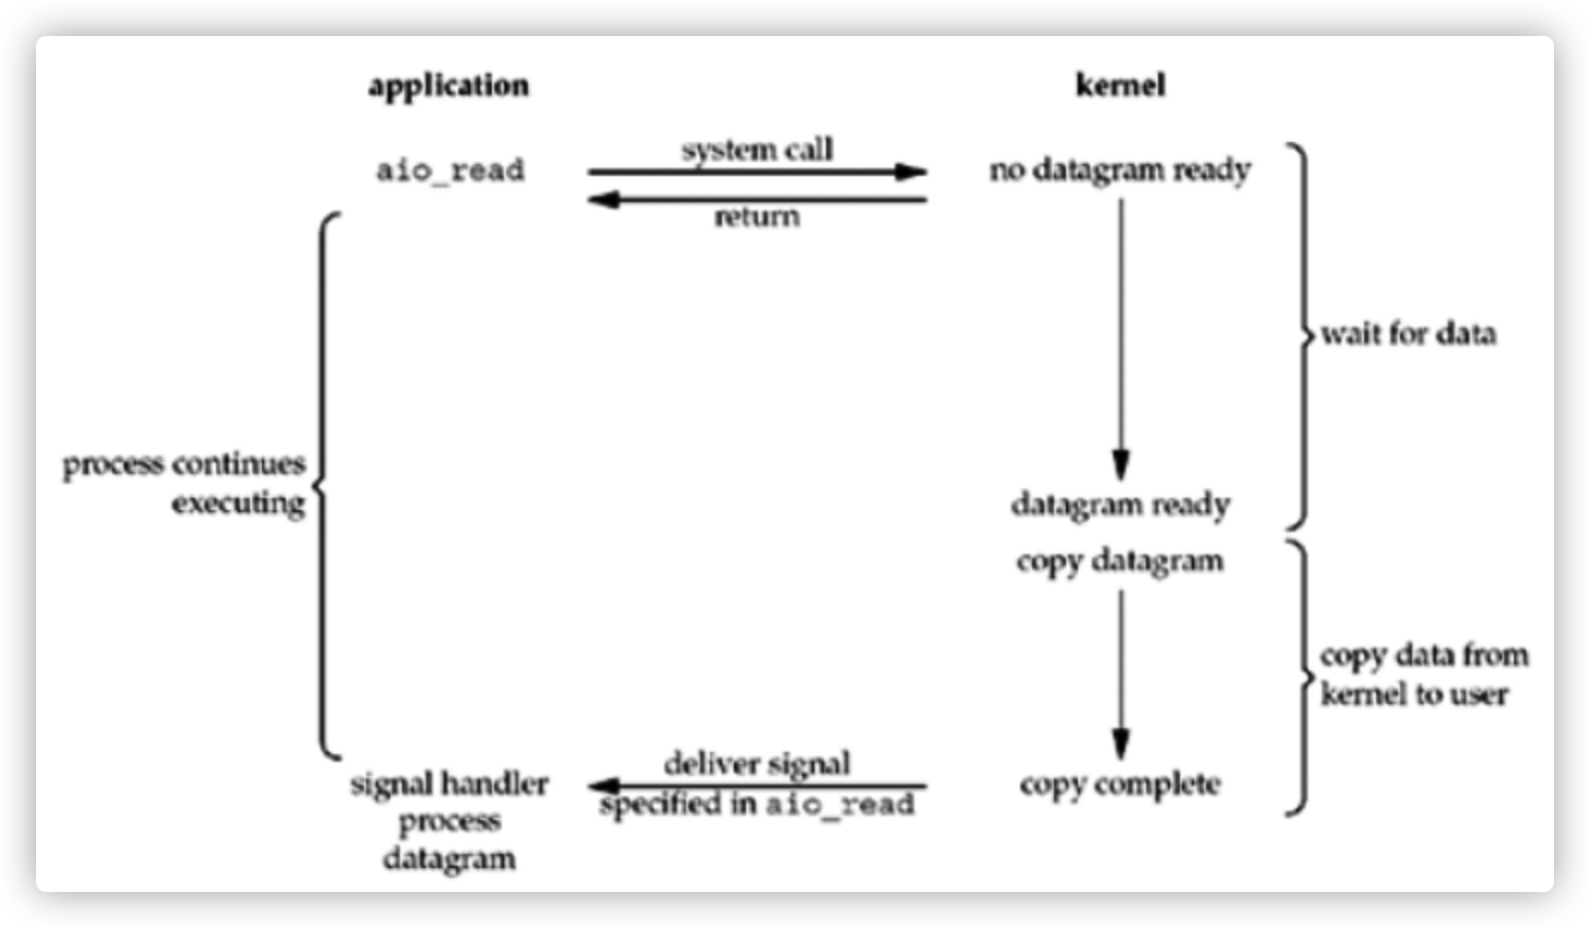 application
kernel
aio_read
system call
no datagram ready
return
wait for data
process continues
executing
datagram ready
copy datagram
copy data from
kernel to user
deliver signal
signal handler
copy complete
specified in aio_read
process
datagram